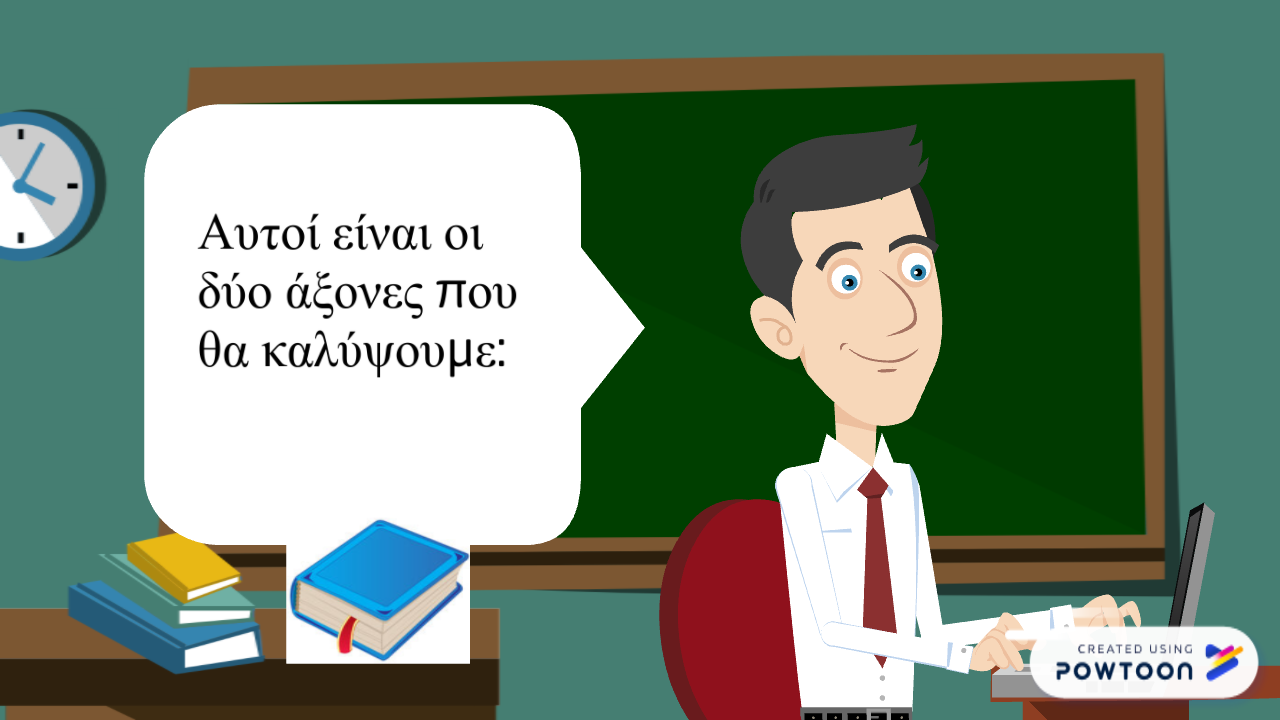 Αυτοί είναι οι
δύο άξονες που
θα καλύψουμε:
CREATED USING
POWTOON